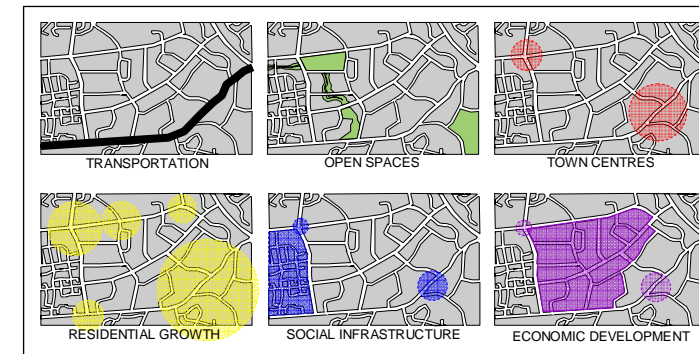 TRANSPORTATION
OPEN SPACES
TOWN CENTRES
RESIDENTIAL GROWTH
SOCIAL INFRASTRUCTURE
ECONOMIC DEVELOPMENT